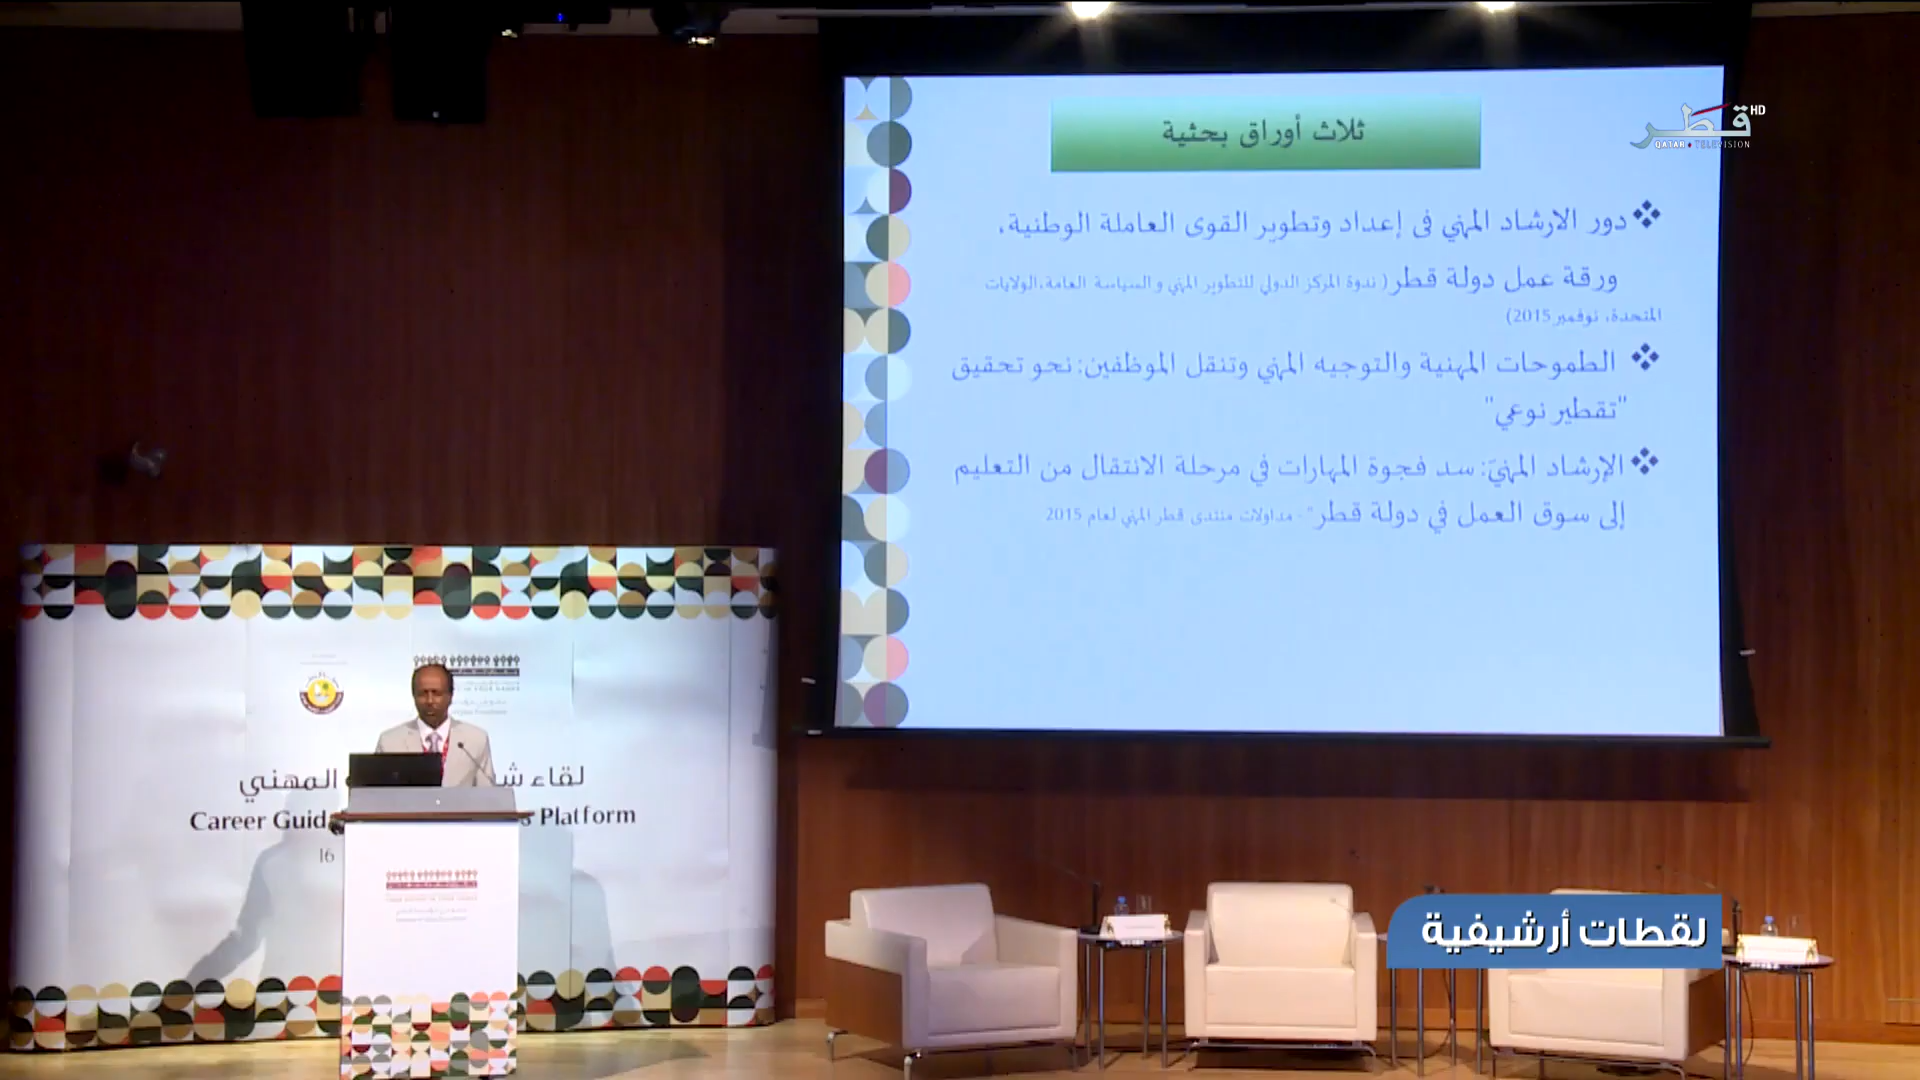 ثلاث أوراق بحثية
دور الارشاد المهني فى إعداد وتطوير القوى العاملة الوطنية،
ورقة عمل دولة قطر ( ندوة المركز الدولي للتطوير المهني و السياسة العامة،الولايات
المتحدة، نوفمبر 2015)
الطموحات المهنية والتوجيه المهني وتنقل الموظفين: نحو تحقيق
"تقطير نوعي"
الإرشاد المهنيّ: سد فجوة المهارات في مرحلة الانتقال من التعليم
إلى سوق العمل في دولة قطر" - مداولات منتدى قطر المهني لعام 2015
قطر HD
QATAR TELEVISION
لقاء المهني
Career Platform
16
لقطات أرشيفية